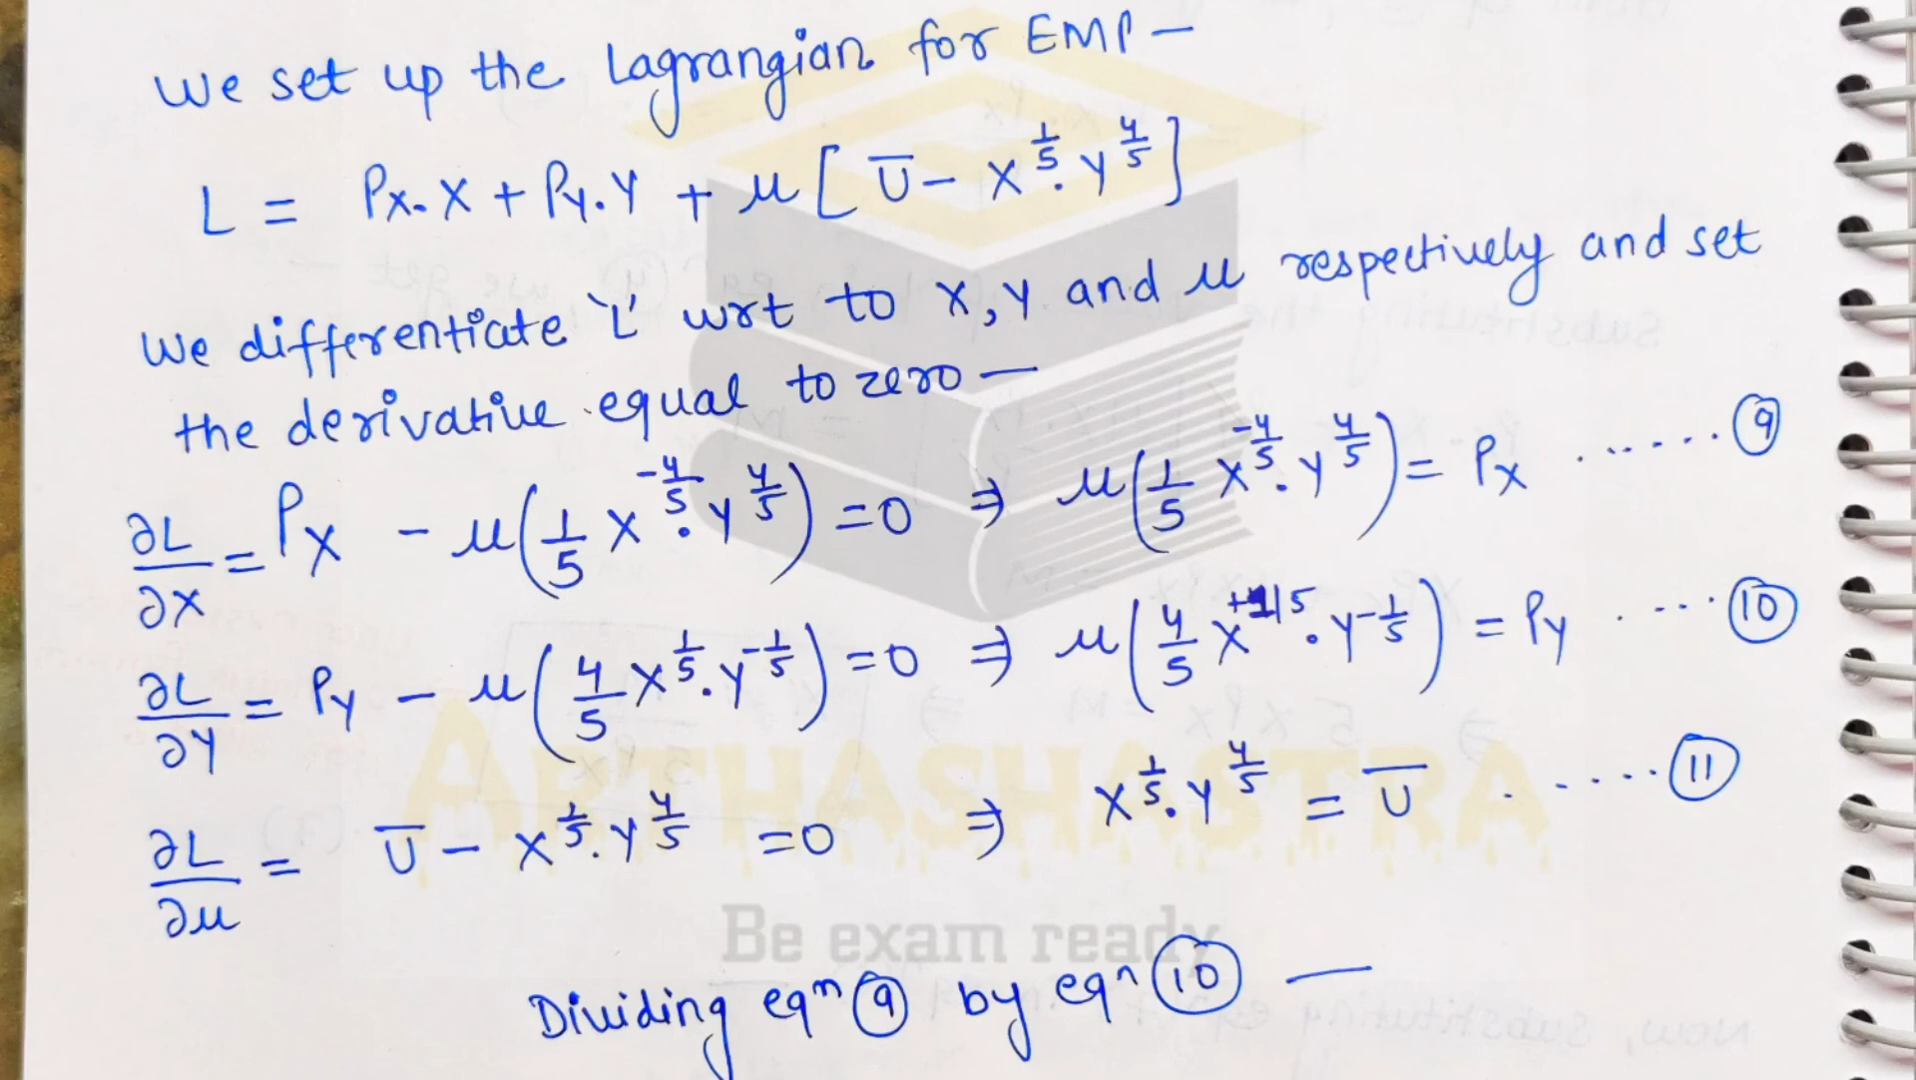 We set up the Lagrangian for EMP –
L = Px.X + Py.Y + μ [ Ū – X^1/5 . Y^4/5 ]
We differentiate 'L' wrt to X, Y and μ respectively and set
the derivative equal to zero —
∂L/∂X = Px – μ(1/5 X^-4/5 . Y^4/5) = 0 ⇒ μ(1/5 X^-4/5 . Y^4/5) = Px ...... ⑨
∂L/∂Y = Py – μ(4/5 X^1/5 . Y^-1/5) = 0 ⇒ μ(4/5 X^+1/5 . Y^-1/5) = Py .... ⑩
∂L/∂μ = Ū – X^1/5 . Y^4/5 = 0 ⇒ X^1/5 . Y^4/5 = Ū ..... ⑪
ARTHASHASTRA
Be exam ready
Dividing eqn ⑨ by eqn ⑩ —